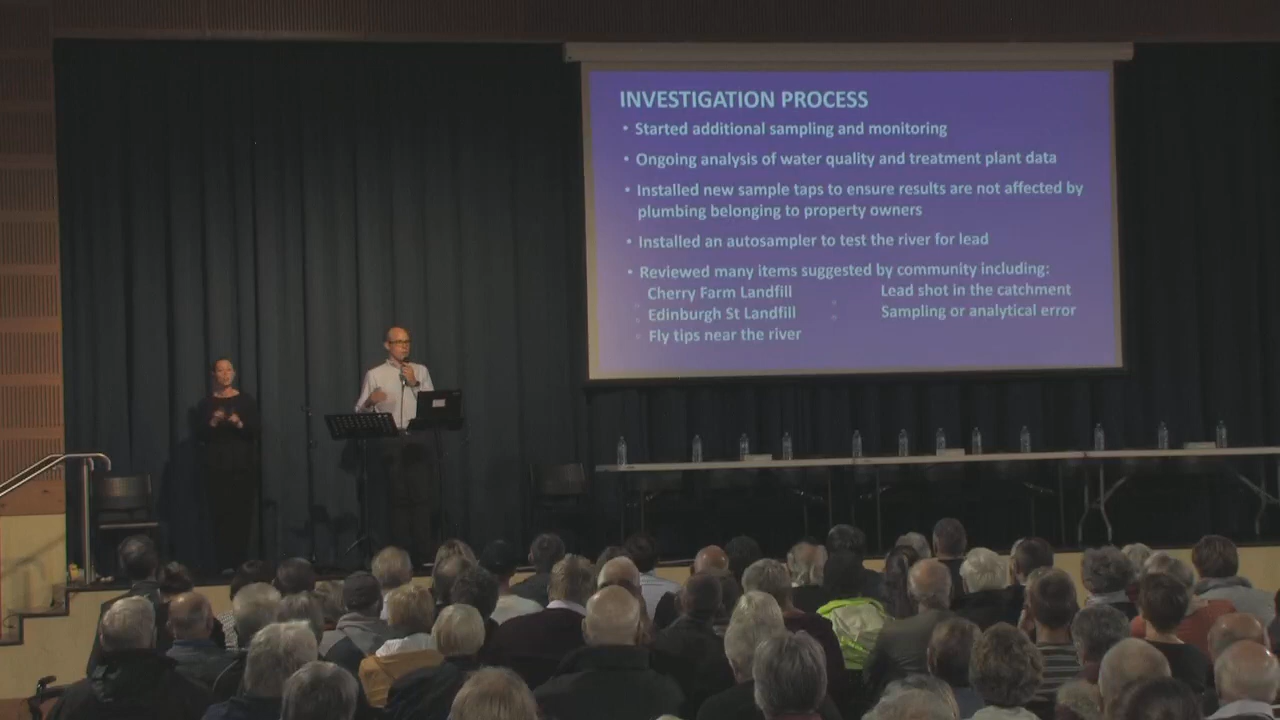 INVESTIGATION PROCESS
• Started additional sampling and monitoring
• Ongoing analysis of water quality and treatment plant data
• Installed new sample taps to ensure results are not affected by
plumbing belonging to property owners
• Installed an autosampler to test the river for lead
• Reviewed many items suggested by community including:
Cherry Farm Landfill
Edinburgh St Landfill
Fly tips near the river
Lead shot in the catchment
Sampling or analytical error